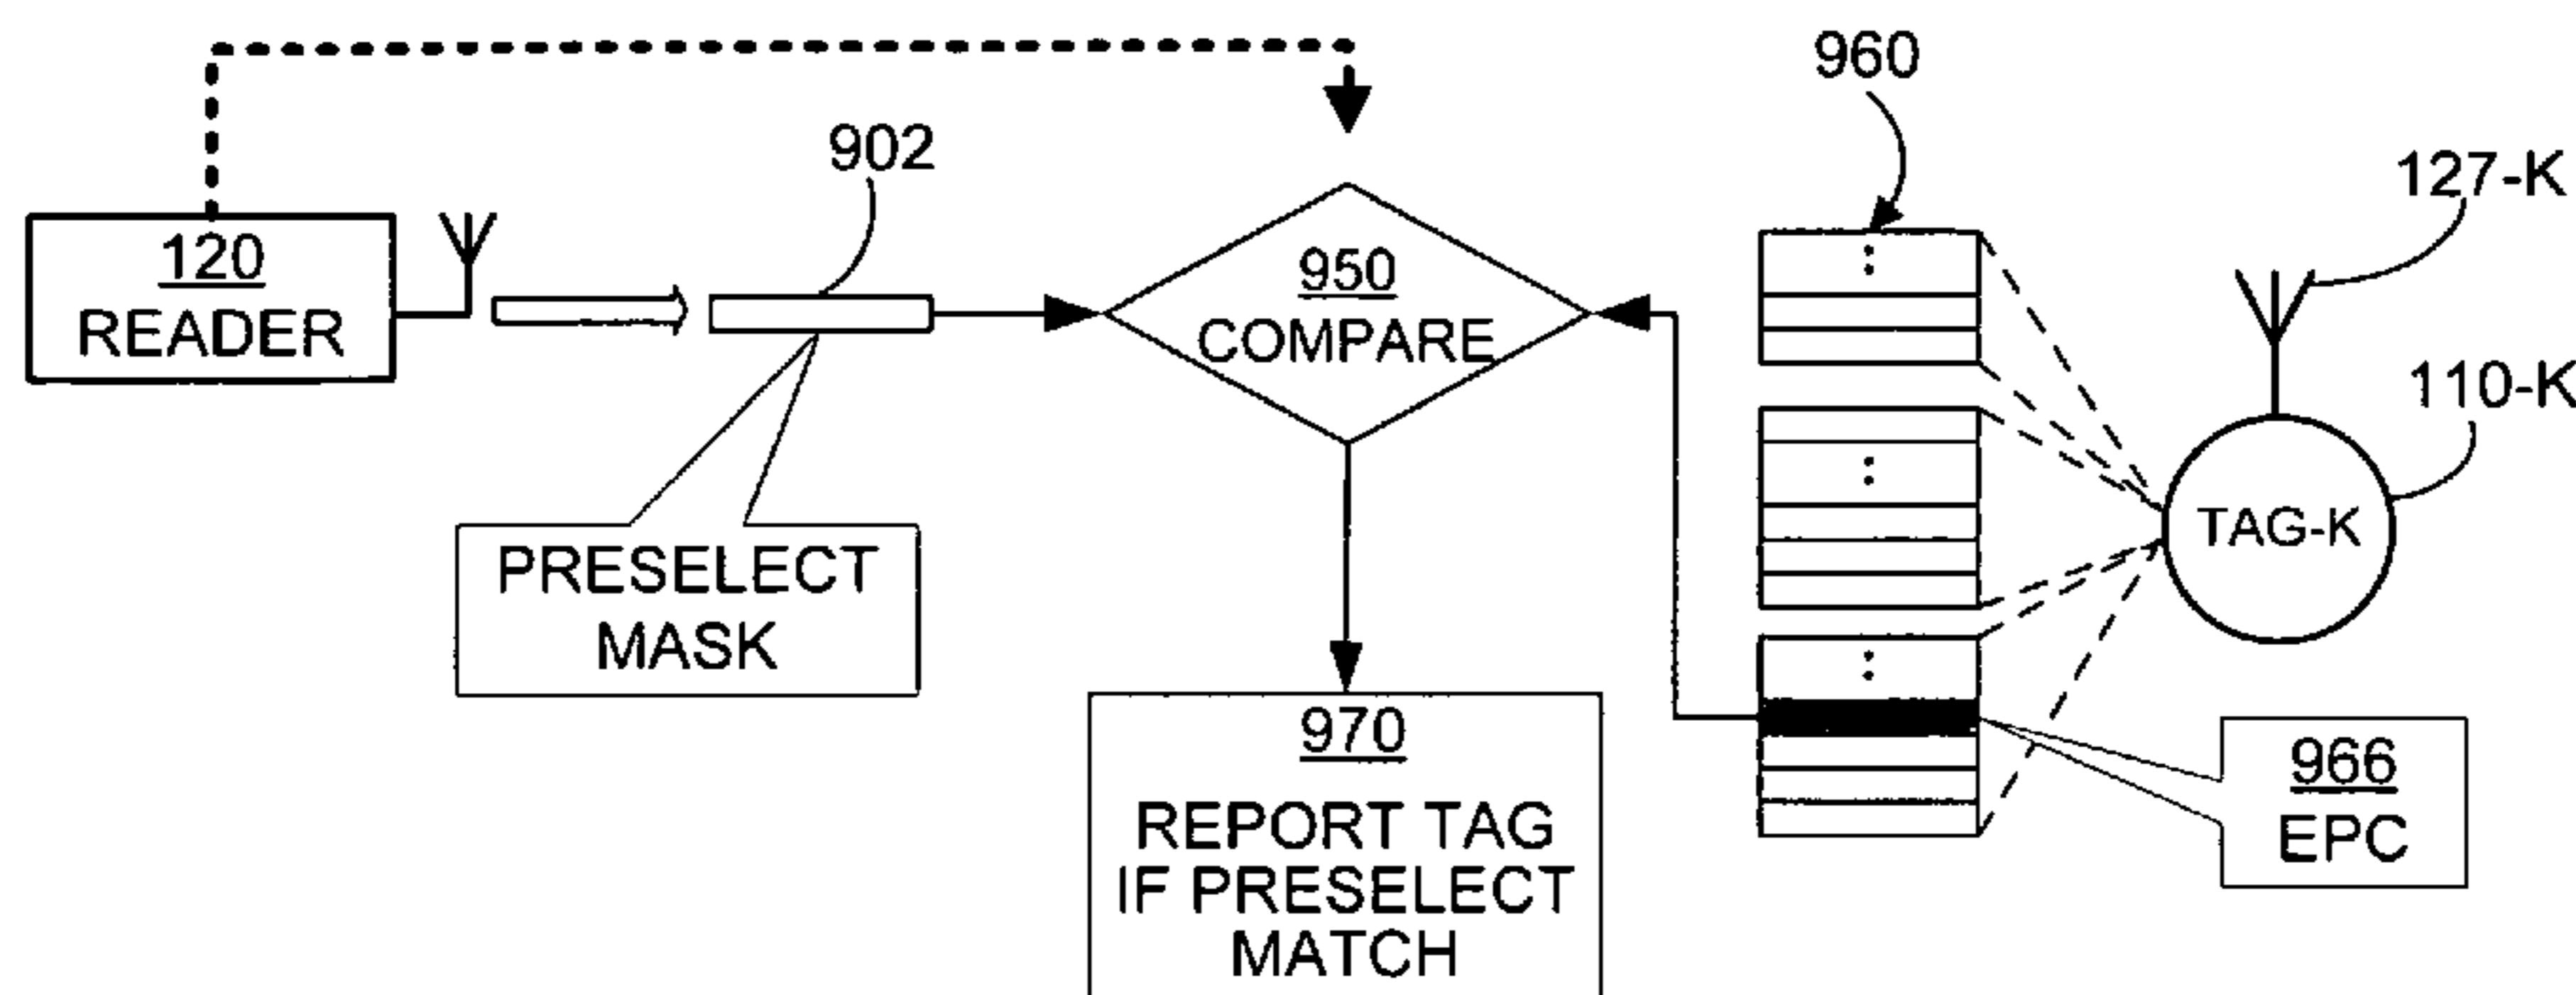 960
902
127-K
120
READER
950
COMPARE
110-K
TAG-K
PRESELECT
MASK
970
REPORT TAG
IF PRESELECT
MATCH
966
EPC